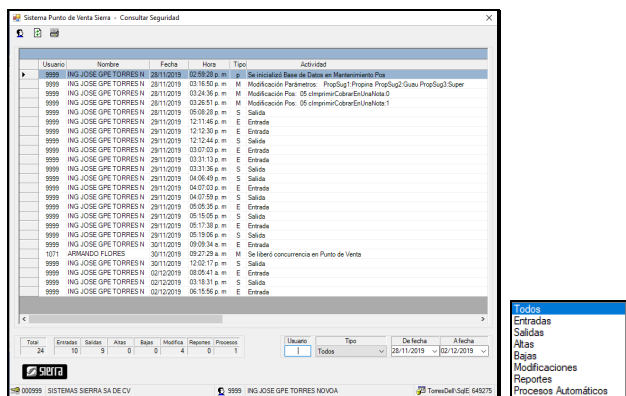 Sistema Punto de Venta Sierra - Consultar Seguridad
Usuario Nombre Fecha Hora Tipo Actividad
9999 ING JOSE GPE TORRES N 28/11/2019 02:59:28 p. m p Se inicializó Base de Datos en Mantenimiento Pos
9999 ING JOSE GPE TORRES N 28/11/2019 03:16:50 p. m M Modificación Parámetros: PropSug1:Propina PropSug2:Guau PropSug3:Super
9999 ING JOSE GPE TORRES N 28/11/2019 03:24:36 p. m M Modificación Pos: 05 cImprimirCobrarEnUnaNota:0
9999 ING JOSE GPE TORRES N 28/11/2019 03:26:51 p. m M Modificación Pos: 05 cImprimirCobrarEnUnaNota:1
9999 ING JOSE GPE TORRES N 28/11/2019 05:08:28 p. m S Salida
9999 ING JOSE GPE TORRES N 29/11/2019 12:11:46 p. m E Entrada
9999 ING JOSE GPE TORRES N 29/11/2019 12:12:30 p. m E Entrada
9999 ING JOSE GPE TORRES N 29/11/2019 12:12:44 p. m S Salida
9999 ING JOSE GPE TORRES N 29/11/2019 03:07:03 p. m E Entrada
9999 ING JOSE GPE TORRES N 29/11/2019 03:31:13 p. m E Entrada
9999 ING JOSE GPE TORRES N 29/11/2019 03:31:36 p. m S Salida
9999 ING JOSE GPE TORRES N 29/11/2019 04:06:49 p. m S Salida
9999 ING JOSE GPE TORRES N 29/11/2019 04:07:03 p. m E Entrada
9999 ING JOSE GPE TORRES N 29/11/2019 04:07:59 p. m S Salida
9999 ING JOSE GPE TORRES N 29/11/2019 05:05:35 p. m E Entrada
9999 ING JOSE GPE TORRES N 29/11/2019 05:15:05 p. m S Salida
9999 ING JOSE GPE TORRES N 29/11/2019 05:17:38 p. m E Entrada
9999 ING JOSE GPE TORRES N 29/11/2019 05:19:06 p. m S Salida
9999 ING JOSE GPE TORRES N 30/11/2019 09:09:34 a. m E Entrada
1071 ARMANDO FLORES 30/11/2019 09:27:29 a. m M Se liberó concurrencia en Punto de Venta
9999 ING JOSE GPE TORRES N 30/11/2019 12:02:17 p. m S Salida
9999 ING JOSE GPE TORRES N 02/12/2019 08:05:41 a. m E Entrada
9999 ING JOSE GPE TORRES N 02/12/2019 03:18:31 p. m S Salida
9999 ING JOSE GPE TORRES N 02/12/2019 06:15:56 p. m E Entrada
Total Entradas Salidas Altas Bajas Modifica Reportes Procesos Usuario Tipo De fecha A fecha
24 10 9 0 0 4 0 1 Todos 28/11/2019 02/12/2019
sierra
000999 SISTEMAS SIERRA SA DE CV 9999 ING JOSE GPE TORRES NOVOA TorresDell\SqlE 649275
Todos
Entradas
Salidas
Altas
Bajas
Modificaciones
Reportes
Procesos Automáticos